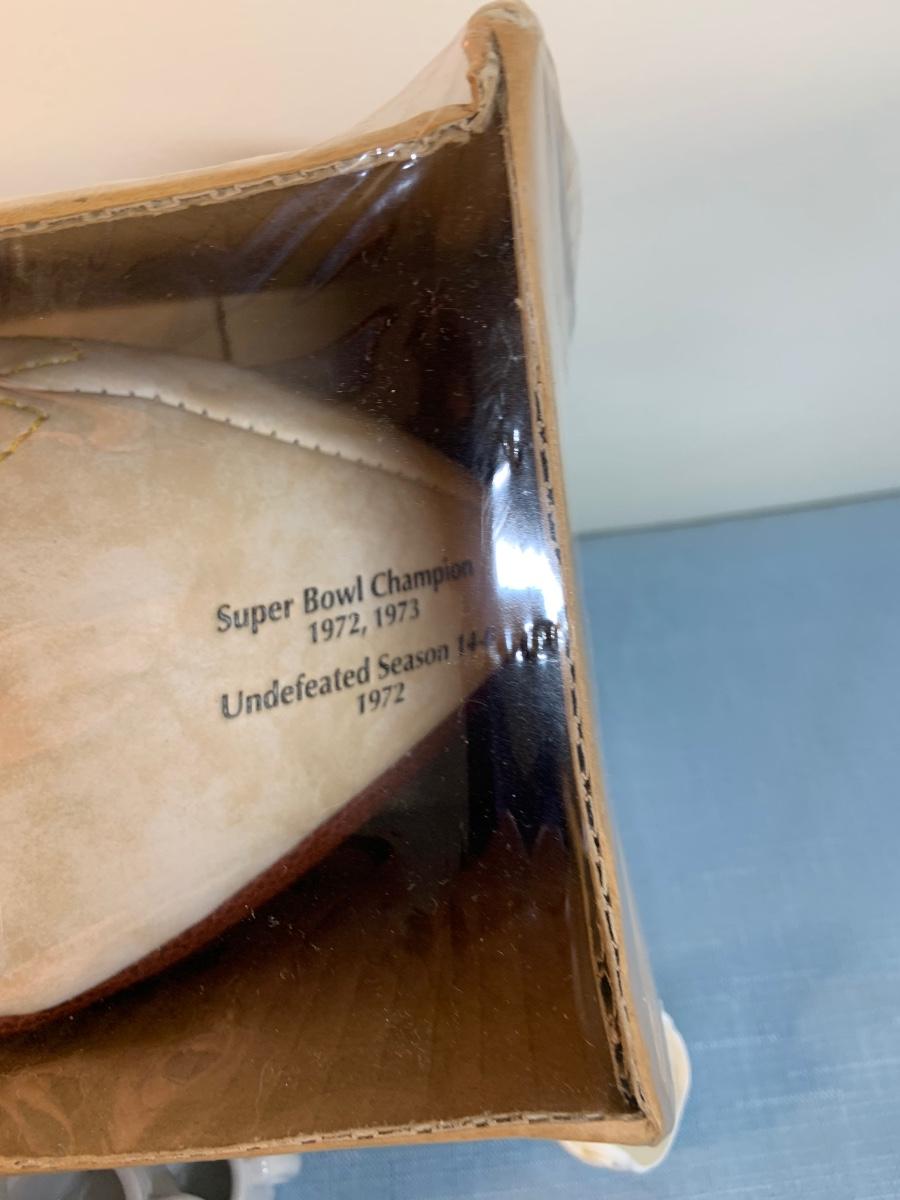 Super Bowl Champion
1972, 1973
Undefeated Season 14-
1972